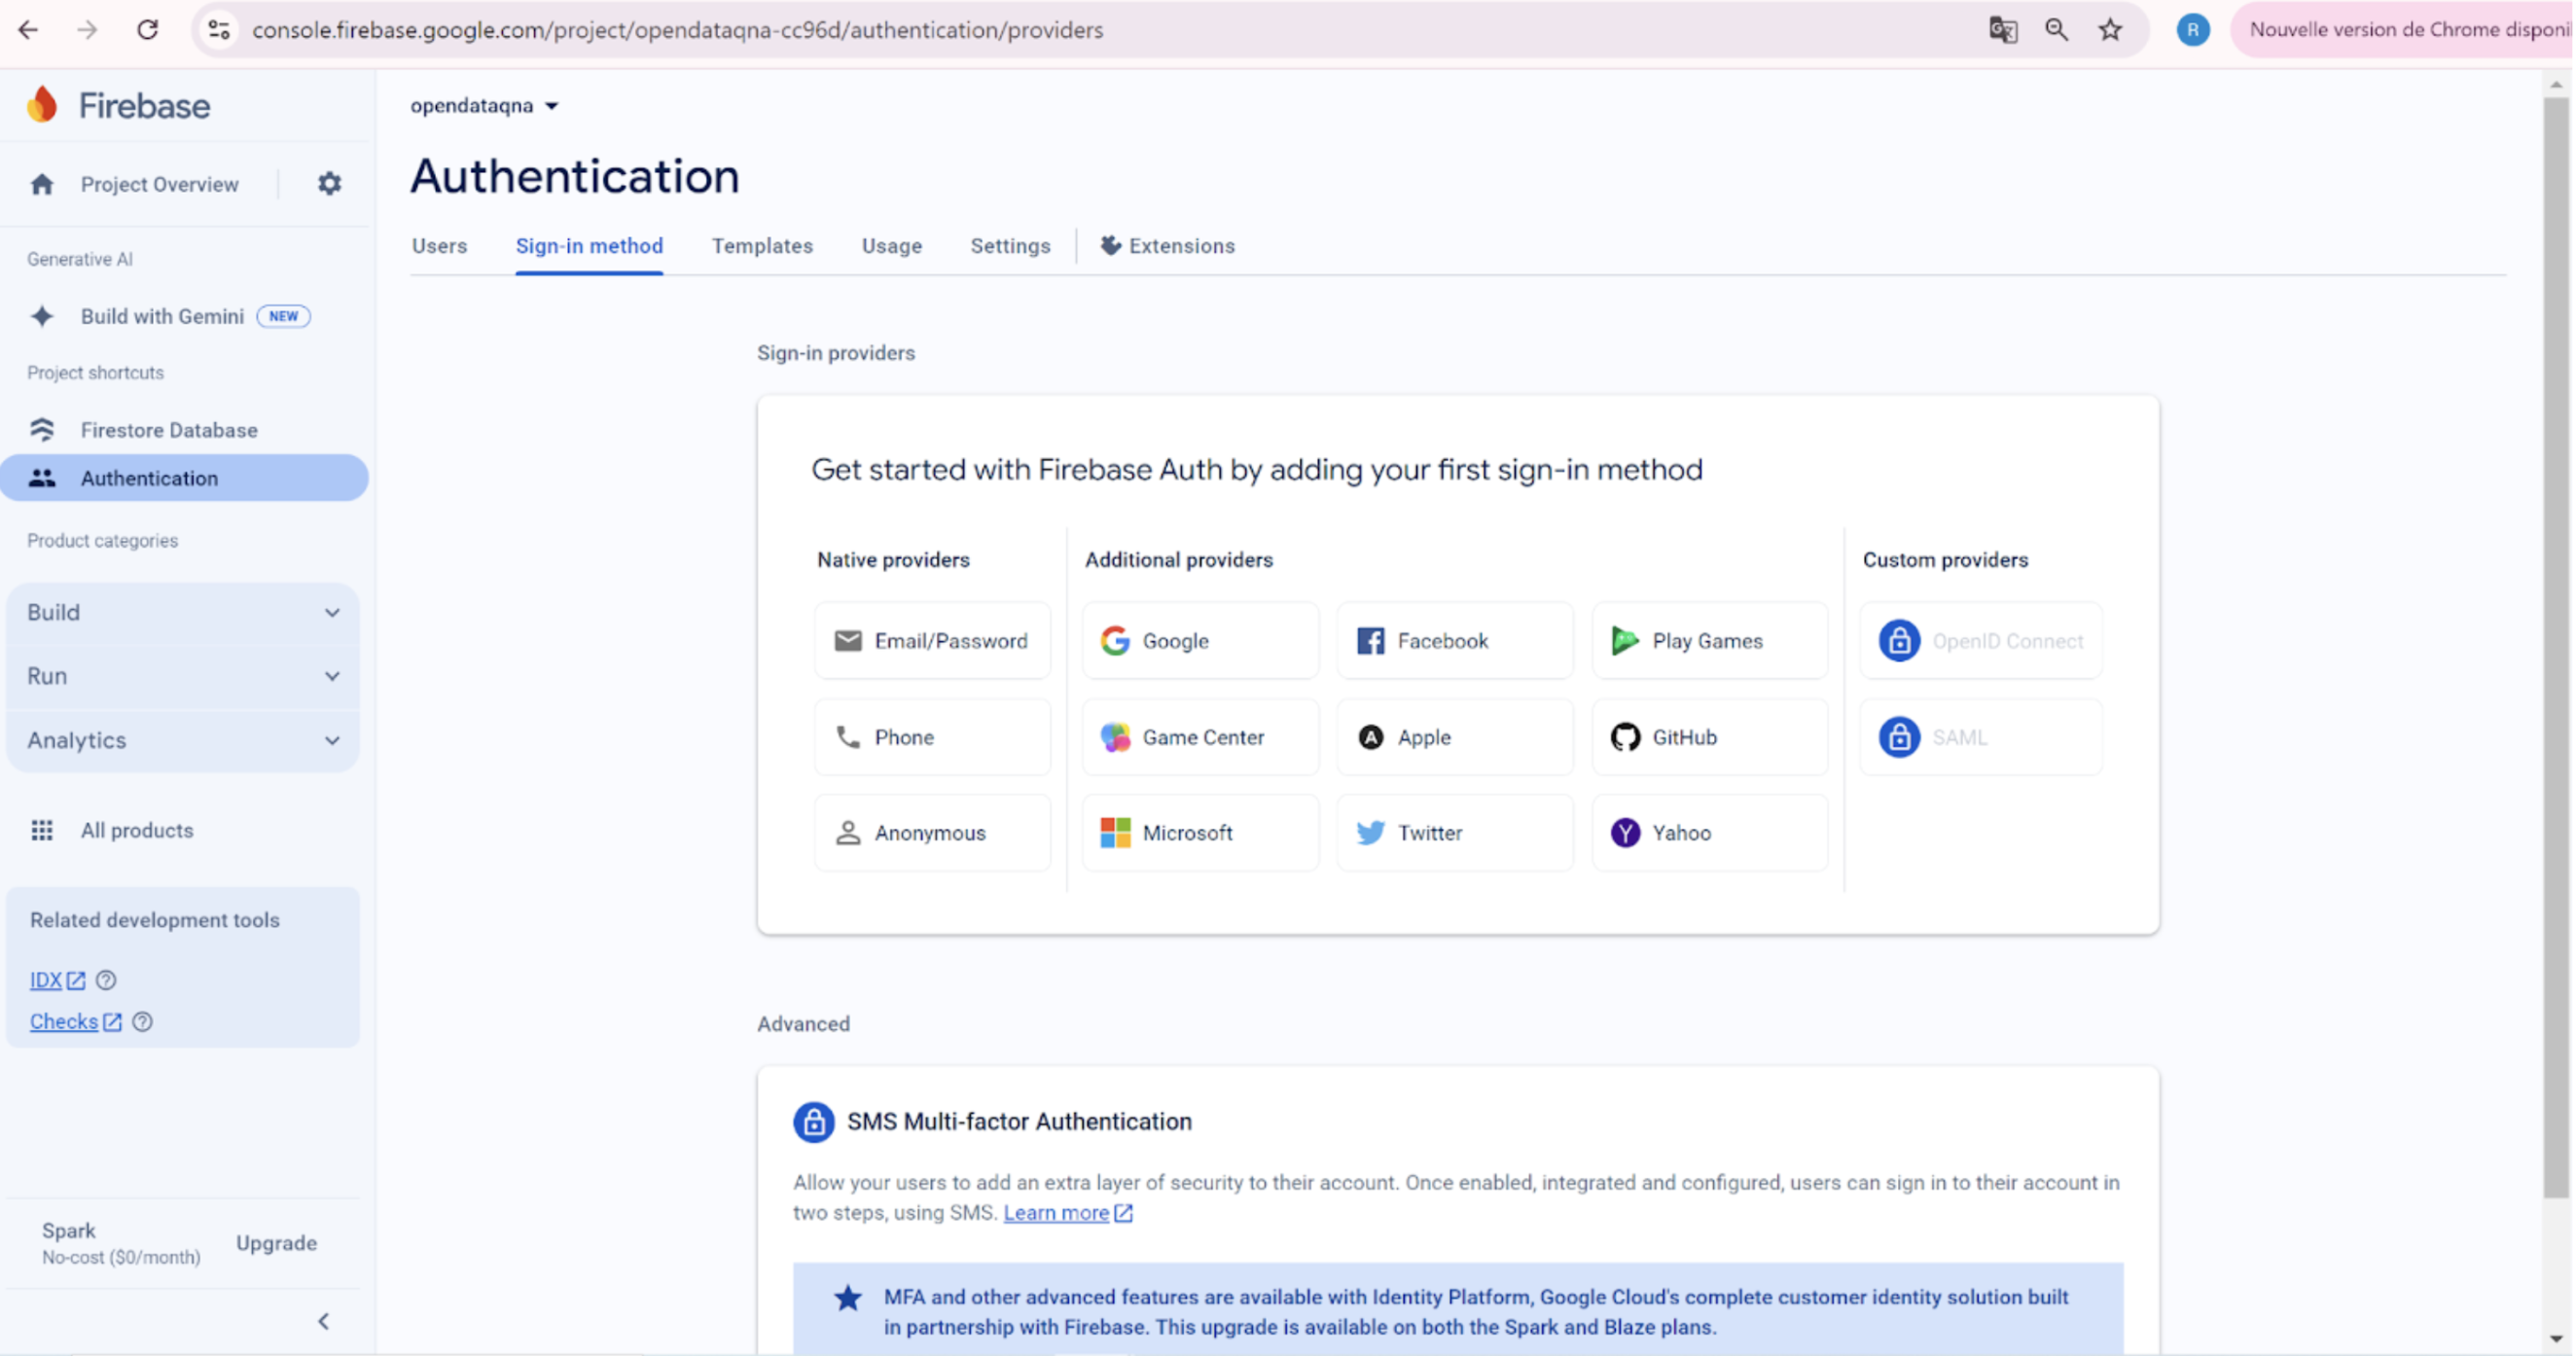 console.firebase.google.com/project/opendataqna-cc96d/authentication/providers
R
Nouvelle version de Chrome disponi
Firebase
Project Overview
Generative AI
Build with Gemini NEW
Project shortcuts
Firestore Database
Authentication
Product categories
Build
Run
Analytics
All products
Related development tools
IDX
Checks
Spark
No-cost ($0/month)
Upgrade
opendataqna
Authentication
Users Sign-in method Templates Usage Settings Extensions
Sign-in providers
Get started with Firebase Auth by adding your first sign-in method
Native providers Additional providers Custom providers
Email/Password Google Facebook Play Games OpenID Connect
Phone Game Center Apple GitHub SAML
Anonymous Microsoft Twitter Yahoo
Advanced
SMS Multi-factor Authentication
Allow your users to add an extra layer of security to their account. Once enabled, integrated and configured, users can sign in to their account in
two steps, using SMS. Learn more
MFA and other advanced features are available with Identity Platform, Google Cloud's complete customer identity solution built
in partnership with Firebase. This upgrade is available on both the Spark and Blaze plans.